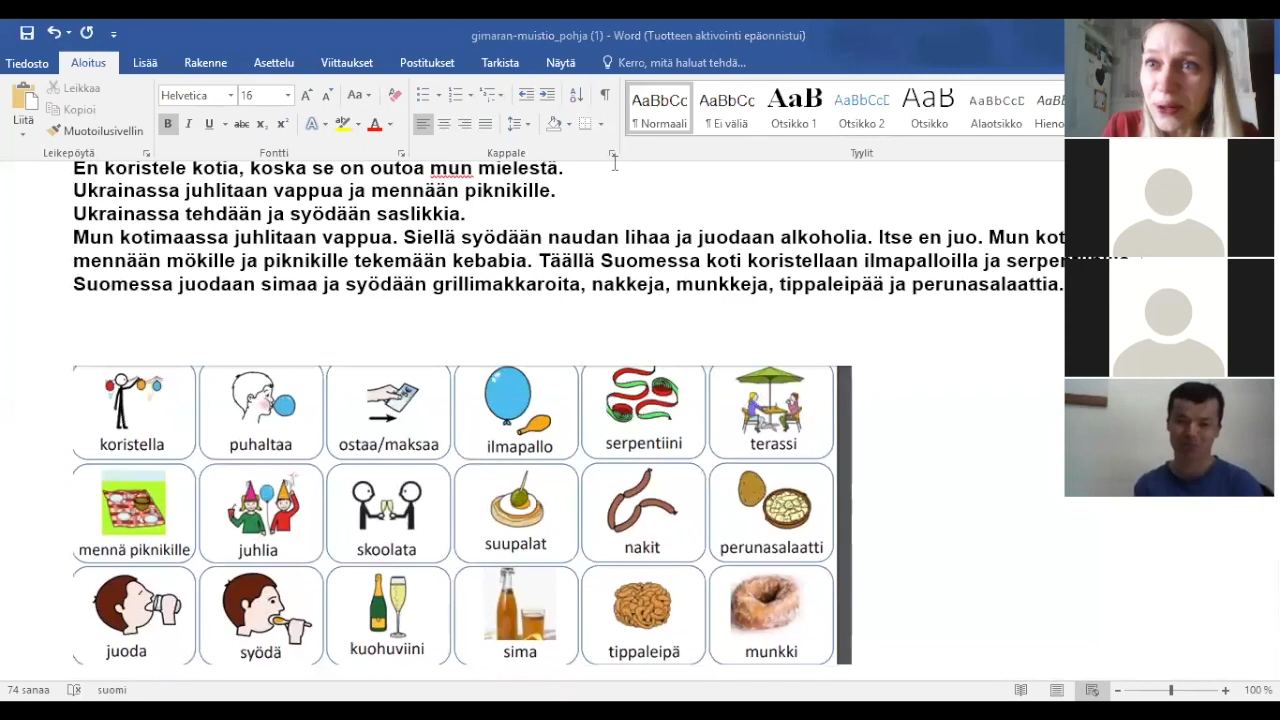 gimaran-muistio_pohja (1) - Word (Tuotteen aktivointi epäonnistui)
Tiedosto Aloitus Lisää Rakenne Asettelu Viittaukset Postitukset Tarkista Näytä Kerro, mitä haluat tehdä...
Liitä
Leikkaa
Kopioi
Muotoilusivellin
Leikepöytä
Helvetica 16
Fontti
Kappale
AaBbCc AaBbCc AaB AaBbCcD AaB AaBbCcD AaBb
¶ Normaali ¶ Ei väliä Otsikko 1 Otsikko 2 Otsikko Alaotsikko Hieno
Tyylit
En koristele kotia, koska se on outoa mun mielestä.
Ukrainassa juhlitaan vappua ja mennään piknikille.
Ukrainassa tehdään ja syödään saslikkia.
Mun kotimaassa juhlitaan vappua. Siellä syödään naudan lihaa ja juodaan alkoholia. Itse en juo. Mun kot
mennään mökille ja piknikille tekemään kebabia. Täällä Suomessa koti koristellaan ilmapalloilla ja
Suomessa juodaan simaa ja syödään grillimakkaroita, nakkeja, munkkeja, tippaleipää ja perunasalaattia.
koristella puhaltaa ostaa/maksaa ilmapallo serpentiini terassi
mennä piknikille juhlia skoolata suupalat nakit perunasalaatti
juoda syödä kuohuviini sima tippaleipä munkki
74 sanaa suomi 100 %